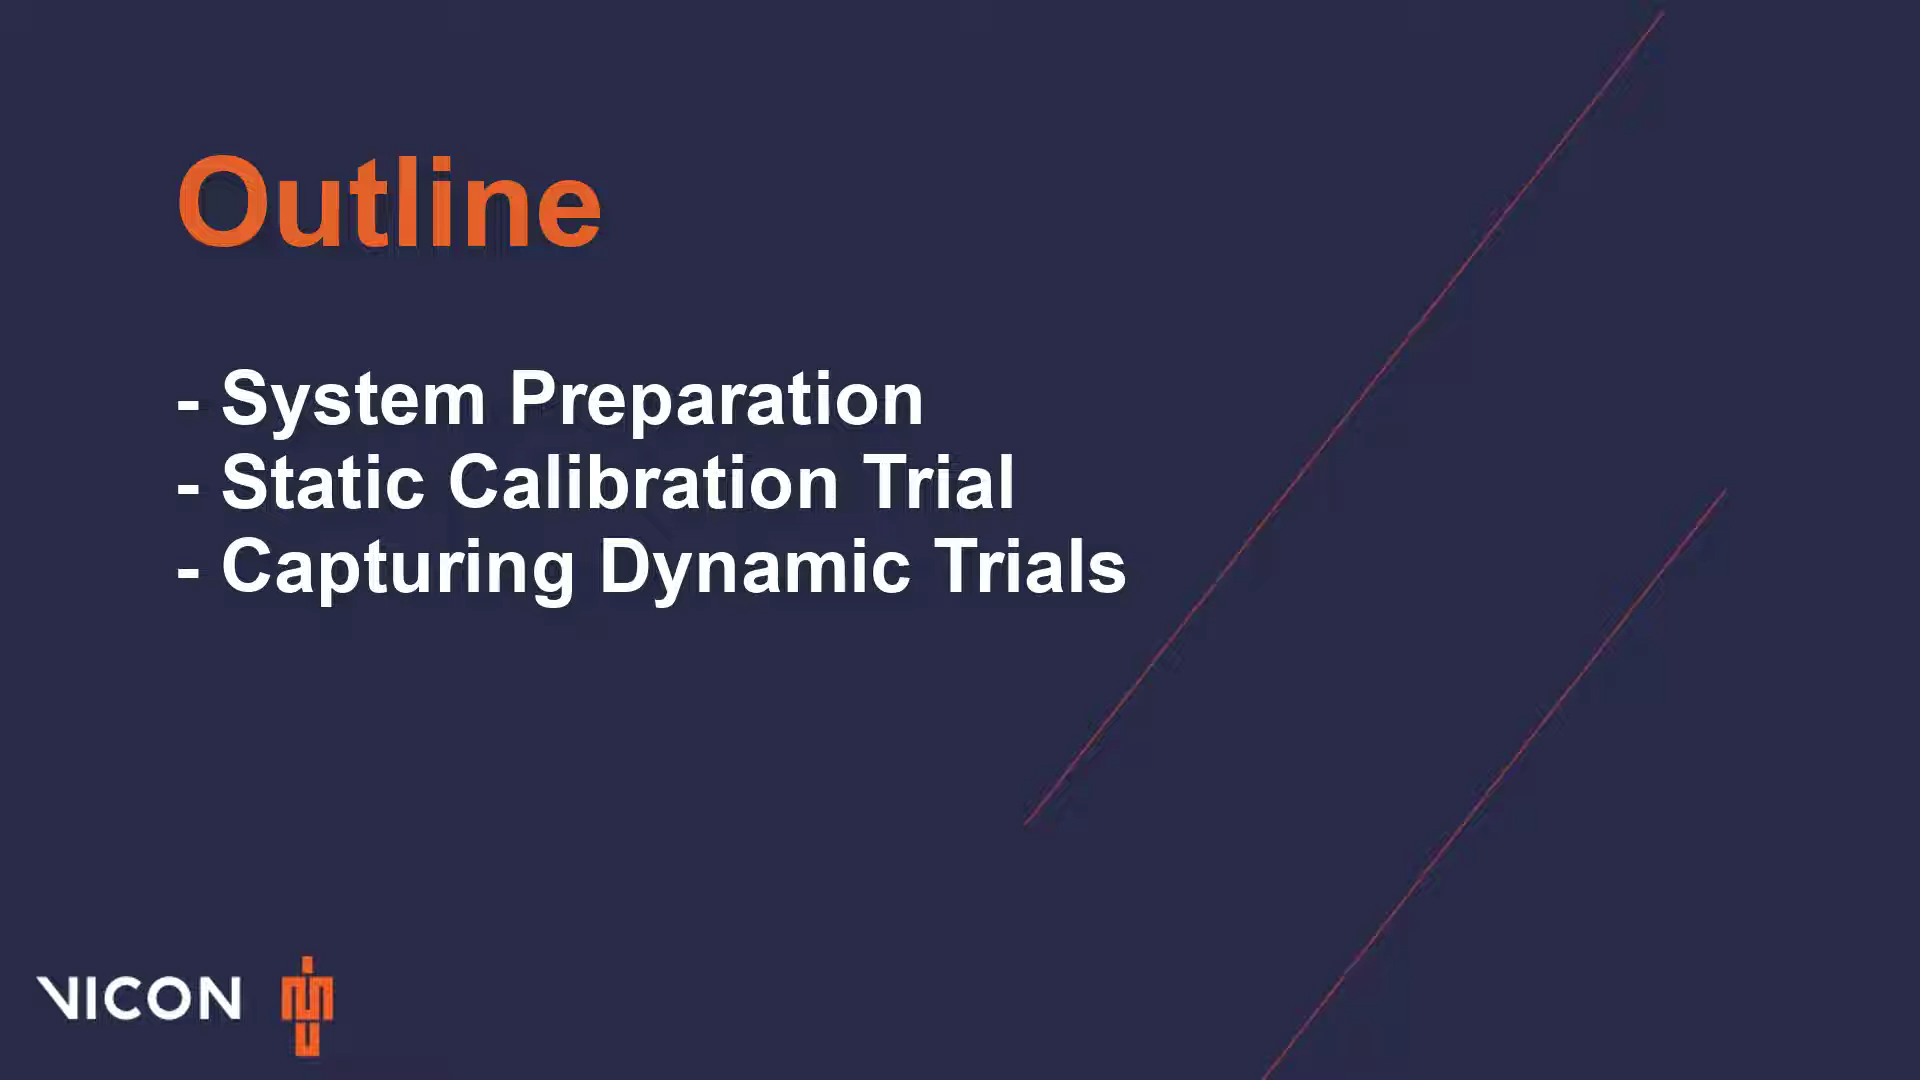 Outline
- System Preparation
- Static Calibration Trial
- Capturing Dynamic Trials
VICON